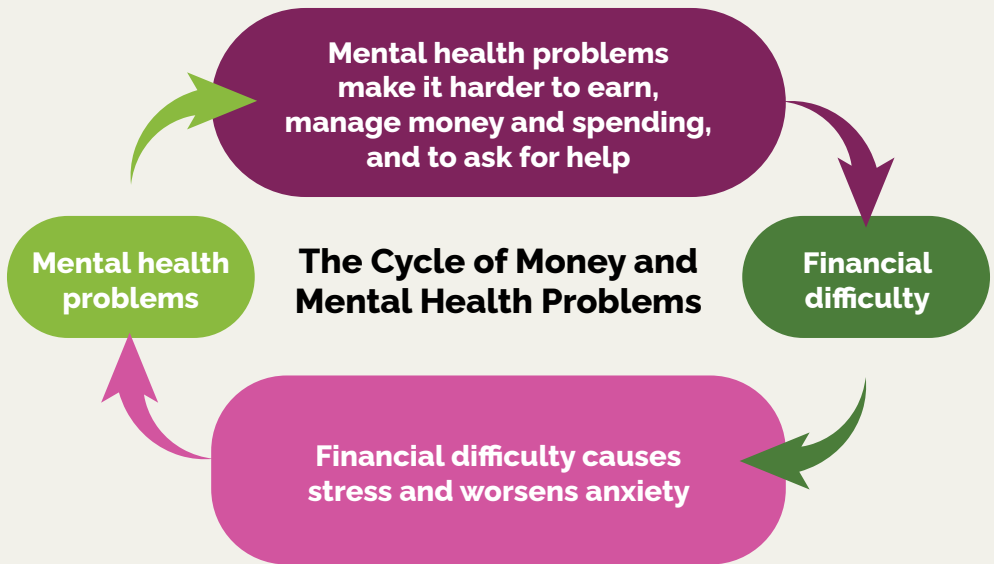 Mental health problems
make it harder to earn,
manage money and spending,
and to ask for help
Mental health
problems
The Cycle of Money and
Mental Health Problems
Financial
difficulty
Financial difficulty causes
stress and worsens anxiety